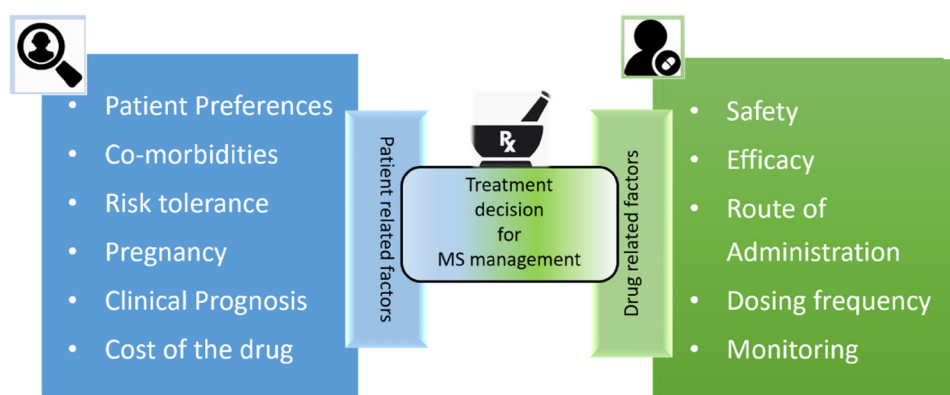 Patient Preferences
Co-morbidities
Risk tolerance
Pregnancy
Clinical Prognosis
Cost of the drug
Patient related factors
Rx
Treatment
decision
for
MS management
Drug related factors
Safety
Efficacy
Route of
Administration
Dosing frequency
Monitoring